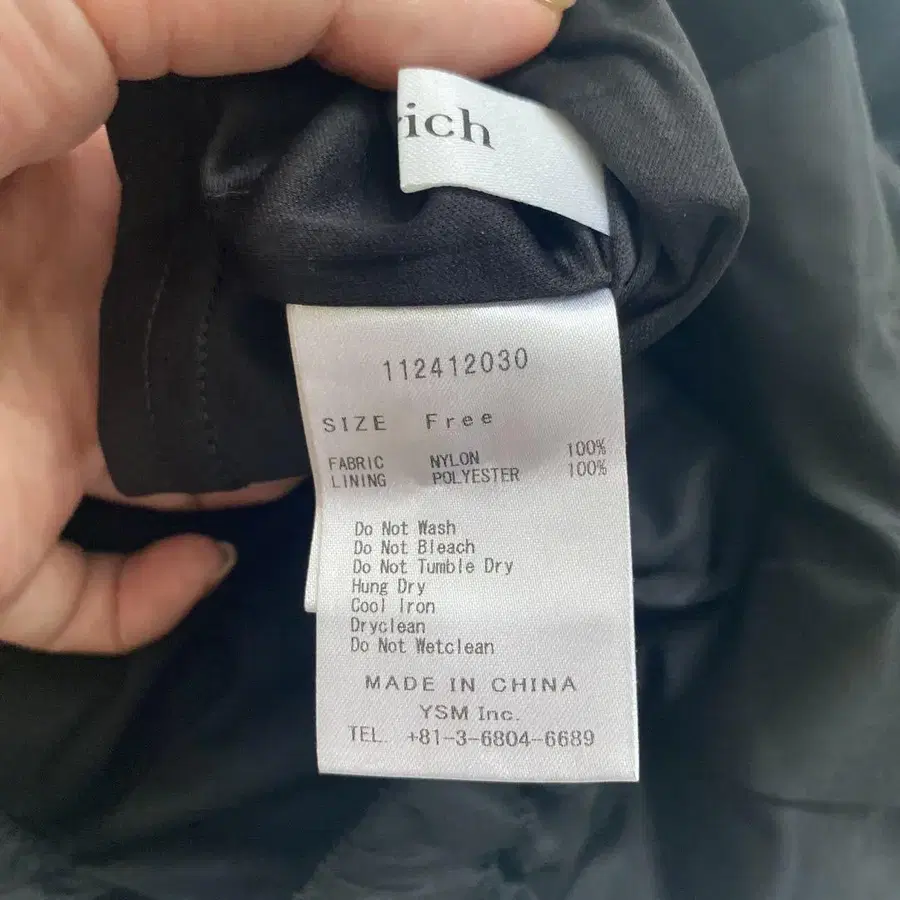 rich
112412030
SIZE Free
FABRIC NYLON 100%
LINING POLYESTER 100%
Do Not Wash
Do Not Bleach
Do Not Tumble Dry
Hung Dry
Cool Iron
Dryclean
Do Not Wetclean
MADE IN CHINA
YSM Inc.
TEL. +81-3-6804-6689